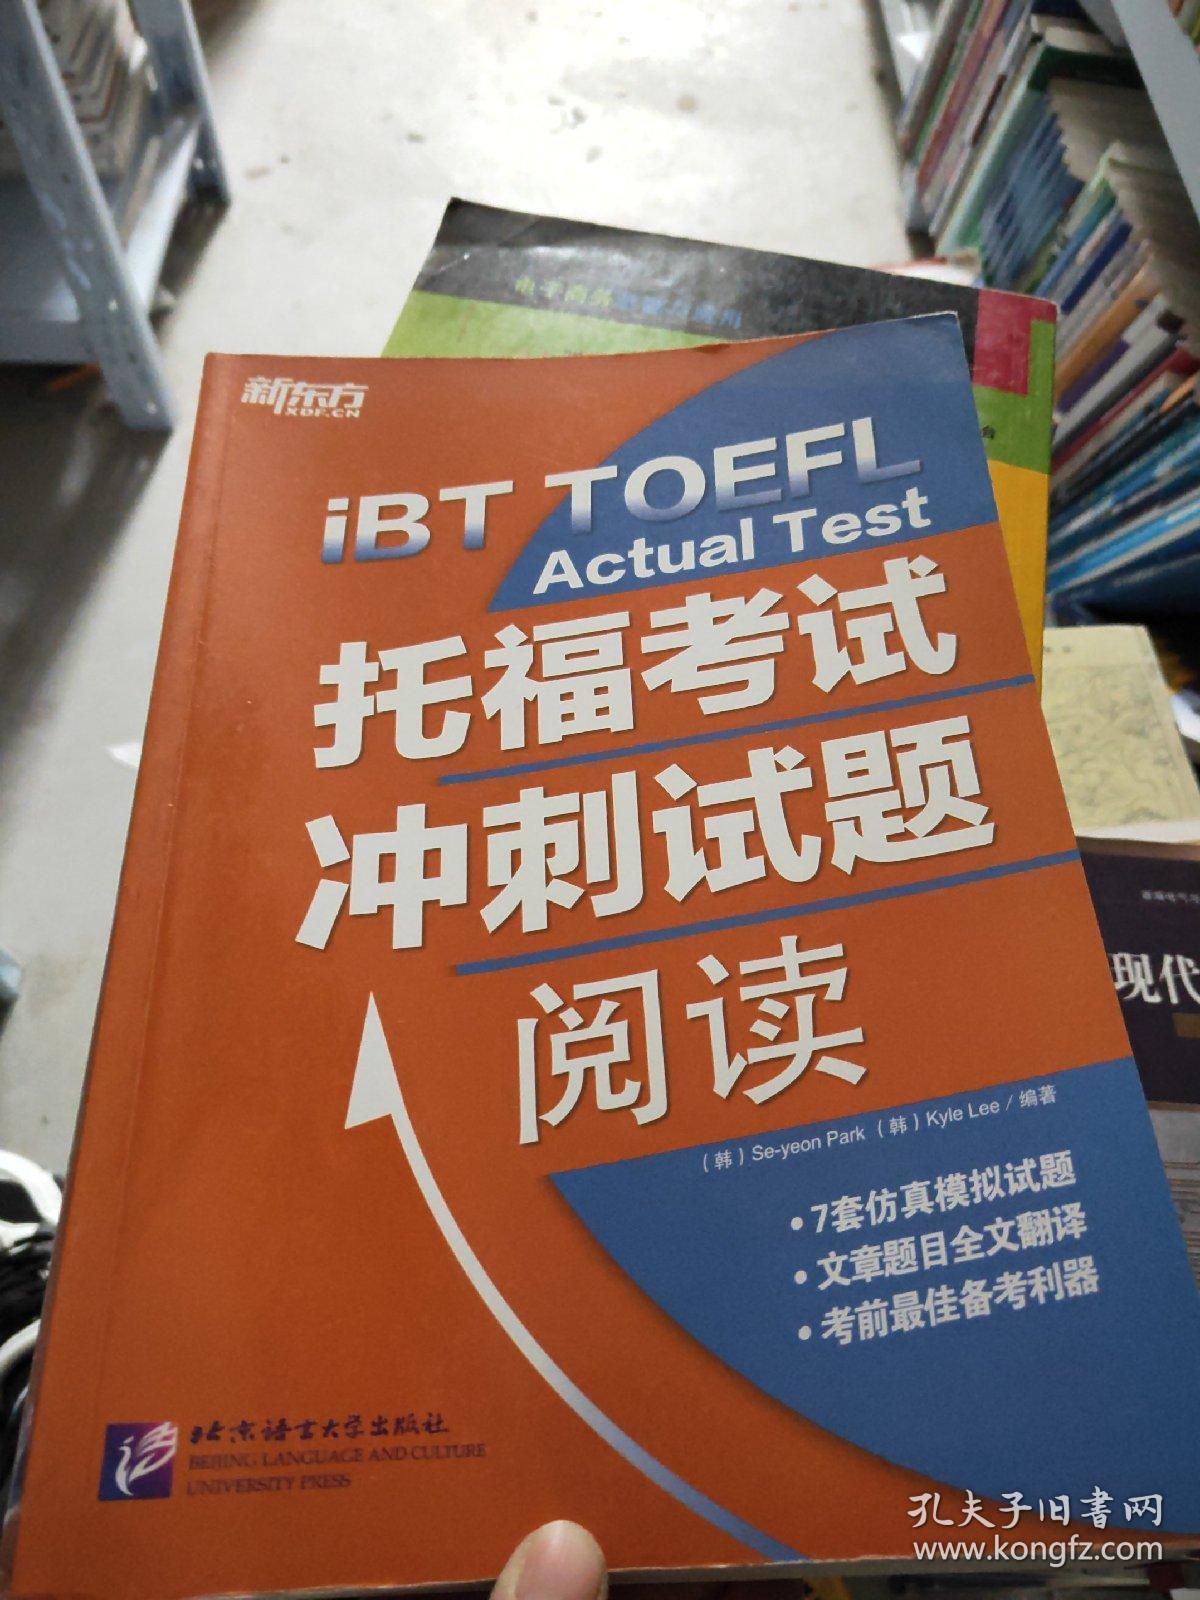 电子商务
新东方
XDF.CN
iBT TOEFL
Actual Test
托福考试
冲刺试题
阅读
（韩）Se-yeon Park （韩）Kyle Lee / 编著
• 7套仿真模拟试题
• 文章题目全文翻译
• 考前最佳备考利器
北京语言大学出版社
BEIJING LANGUAGE AND CULTURE
UNIVERSITY PRESS
现代
孔夫子旧书网
www.kongfz.com